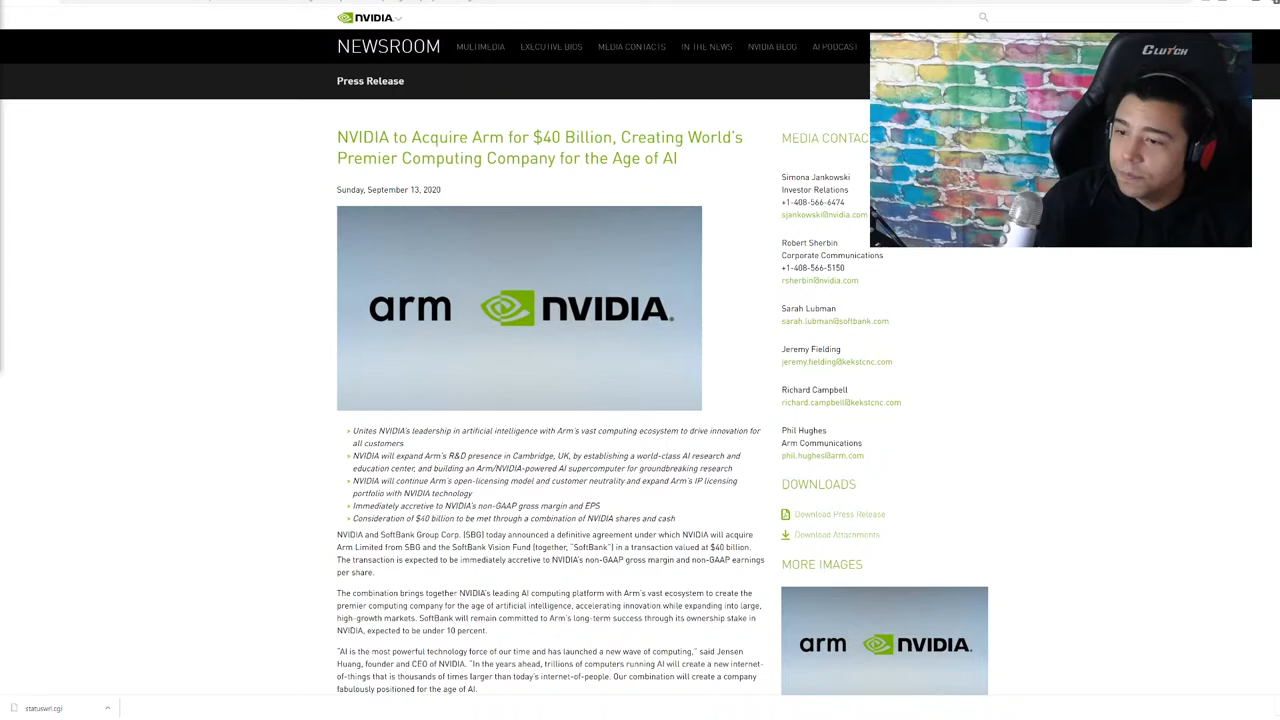 NVIDIA.
NEWSROOM
MULTIMEDIA
EXECUTIVE BIOS
MEDIA CONTACTS
IN THE NEWS
NVIDIA BLOG
AI PODCAST
Press Release
CLUTCH
NVIDIA to Acquire Arm for $40 Billion, Creating World's
Premier Computing Company for the Age of AI
Sunday, September 13, 2020
arm NVIDIA.
» Unites NVIDIA's leadership in artificial intelligence with Arm's vast computing ecosystem to drive innovation for
all customers
» NVIDIA will expand Arm's R&D presence in Cambridge, UK, by establishing a world-class AI research and
education center, and building an Arm/NVIDIA-powered AI supercomputer for groundbreaking research
» NVIDIA will continue Arm's open-licensing model and customer neutrality and expand Arm's IP licensing
portfolio with NVIDIA technology
» Immediately accretive to NVIDIA's non-GAAP gross margin and EPS
» Consideration of $40 billion to be met through a combination of NVIDIA shares and cash
NVIDIA and SoftBank Group Corp. (SBG) today announced a definitive agreement under which NVIDIA will acquire
Arm Limited from SBG and the SoftBank Vision Fund (together, "SoftBank") in a transaction valued at $40 billion.
The transaction is expected to be immediately accretive to NVIDIA's non-GAAP gross margin and non-GAAP earnings
per share.
The combination brings together NVIDIA's leading AI computing platform with Arm's vast ecosystem to create the
premier computing company for the age of artificial intelligence, accelerating innovation while expanding into large,
high-growth markets. SoftBank will remain committed to Arm's long-term success through its ownership stake in
NVIDIA, expected to be under 10 percent.
"AI is the most powerful technology force of our time and has launched a new wave of computing," said Jensen
Huang, founder and CEO of NVIDIA. "In the years ahead, trillions of computers running AI will create a new internet-
of-things that is thousands of times larger than today's internet-of-people. Our combination will create a company
fabulously positioned for the age of AI.
MEDIA CONTAC
Simona Jankowski
Investor Relations
+1-408-566-6474
sjankowski@nvidia.com
Robert Sherbin
Corporate Communications
+1-408-566-5150
rsherbin@nvidia.com
Sarah Lubman
sarah.lubman@softbank.com
Jeremy Fielding
jeremy.fielding@kekstcnc.com
Richard Campbell
richard.campbell@kekstcnc.com
Phil Hughes
Arm Communications
phil.hughes@arm.com
DOWNLOADS
Download Press Release
Download Attachments
MORE IMAGES
arm NVIDIA.
statuswrl.cgi